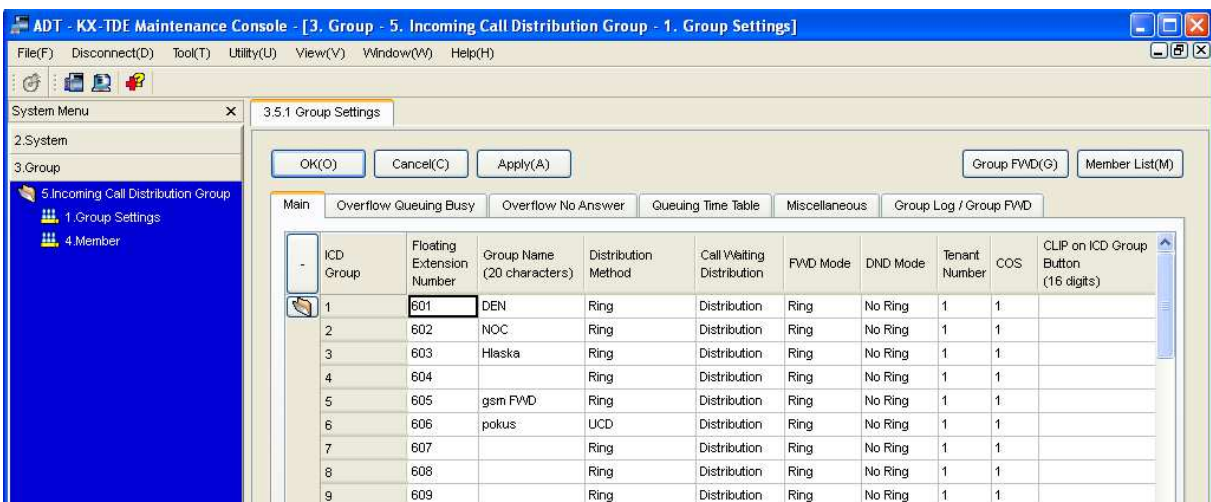 ADT - KX-TDE Maintenance Console - [3. Group - 5. Incoming Call Distribution Group - 1. Group Settings]
File(F) Disconnect(D) Tool(T) Utility(U) View(V) Window(W) Help(H)
System Menu
3.5.1 Group Settings
2.System
3.Group
5.Incoming Call Distribution Group
1.Group Settings
4.Member
OK(O) Cancel(C) Apply(A) Group FWD(G) Member List(M)
Main Overflow Queuing Busy Overflow No Answer Queuing Time Table Miscellaneous Group Log / Group FWD
- ICD Group Floating Extension Number Group Name (20 characters) Distribution Method Call Waiting Distribution FWD Mode DND Mode Tenant Number COS CLIP on ICD Group Button (16 digits)
1 601 DEN Ring Distribution Ring No Ring 1 1
2 602 NOC Ring Distribution Ring No Ring 1 1
3 603 Hlaska Ring Distribution Ring No Ring 1 1
4 604 Ring Distribution Ring No Ring 1 1
5 605 gsm FWD Ring Distribution Ring No Ring 1 1
6 606 pokus UCD Distribution Ring No Ring 1 1
7 607 Ring Distribution Ring No Ring 1 1
8 608 Ring Distribution Ring No Ring 1 1
9 609 Ring Distribution Ring No Ring 1 1